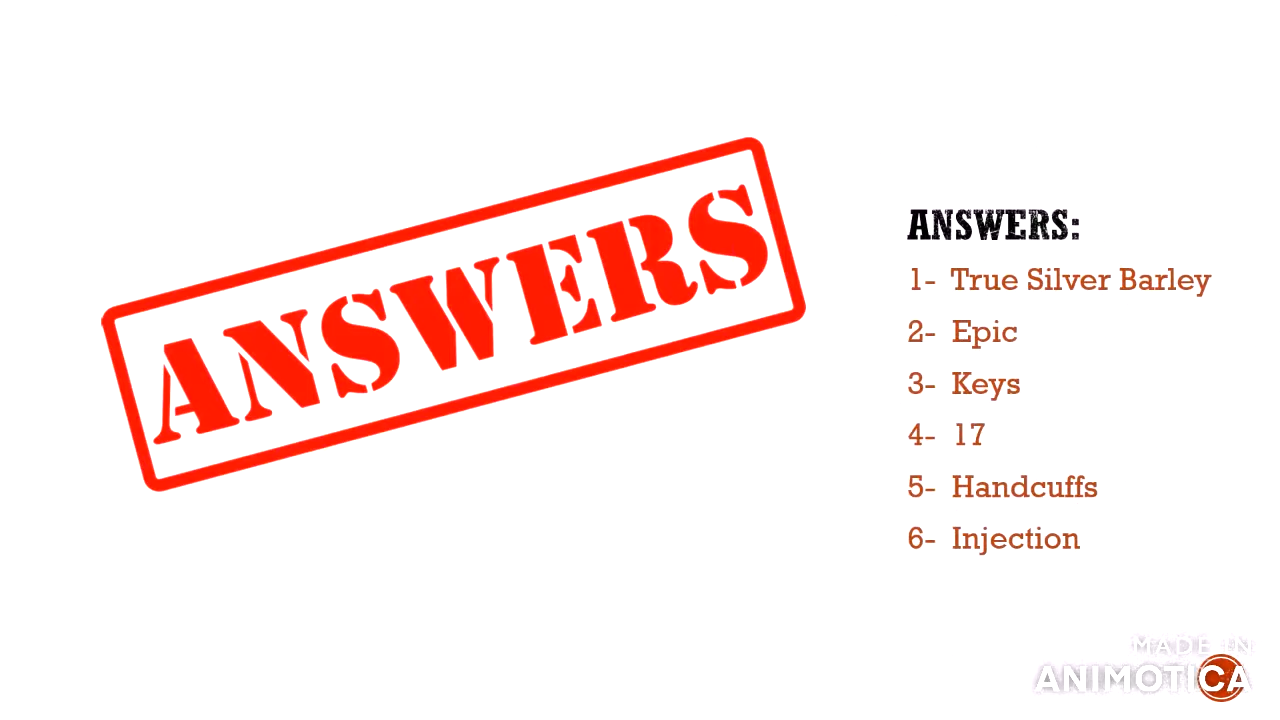 ANSWERS
ANSWERS:
1- True Silver Barley
2- Epic
3- Keys
4- 17
5- Handcuffs
6- Injection
MADE IN
ANIMOTICA